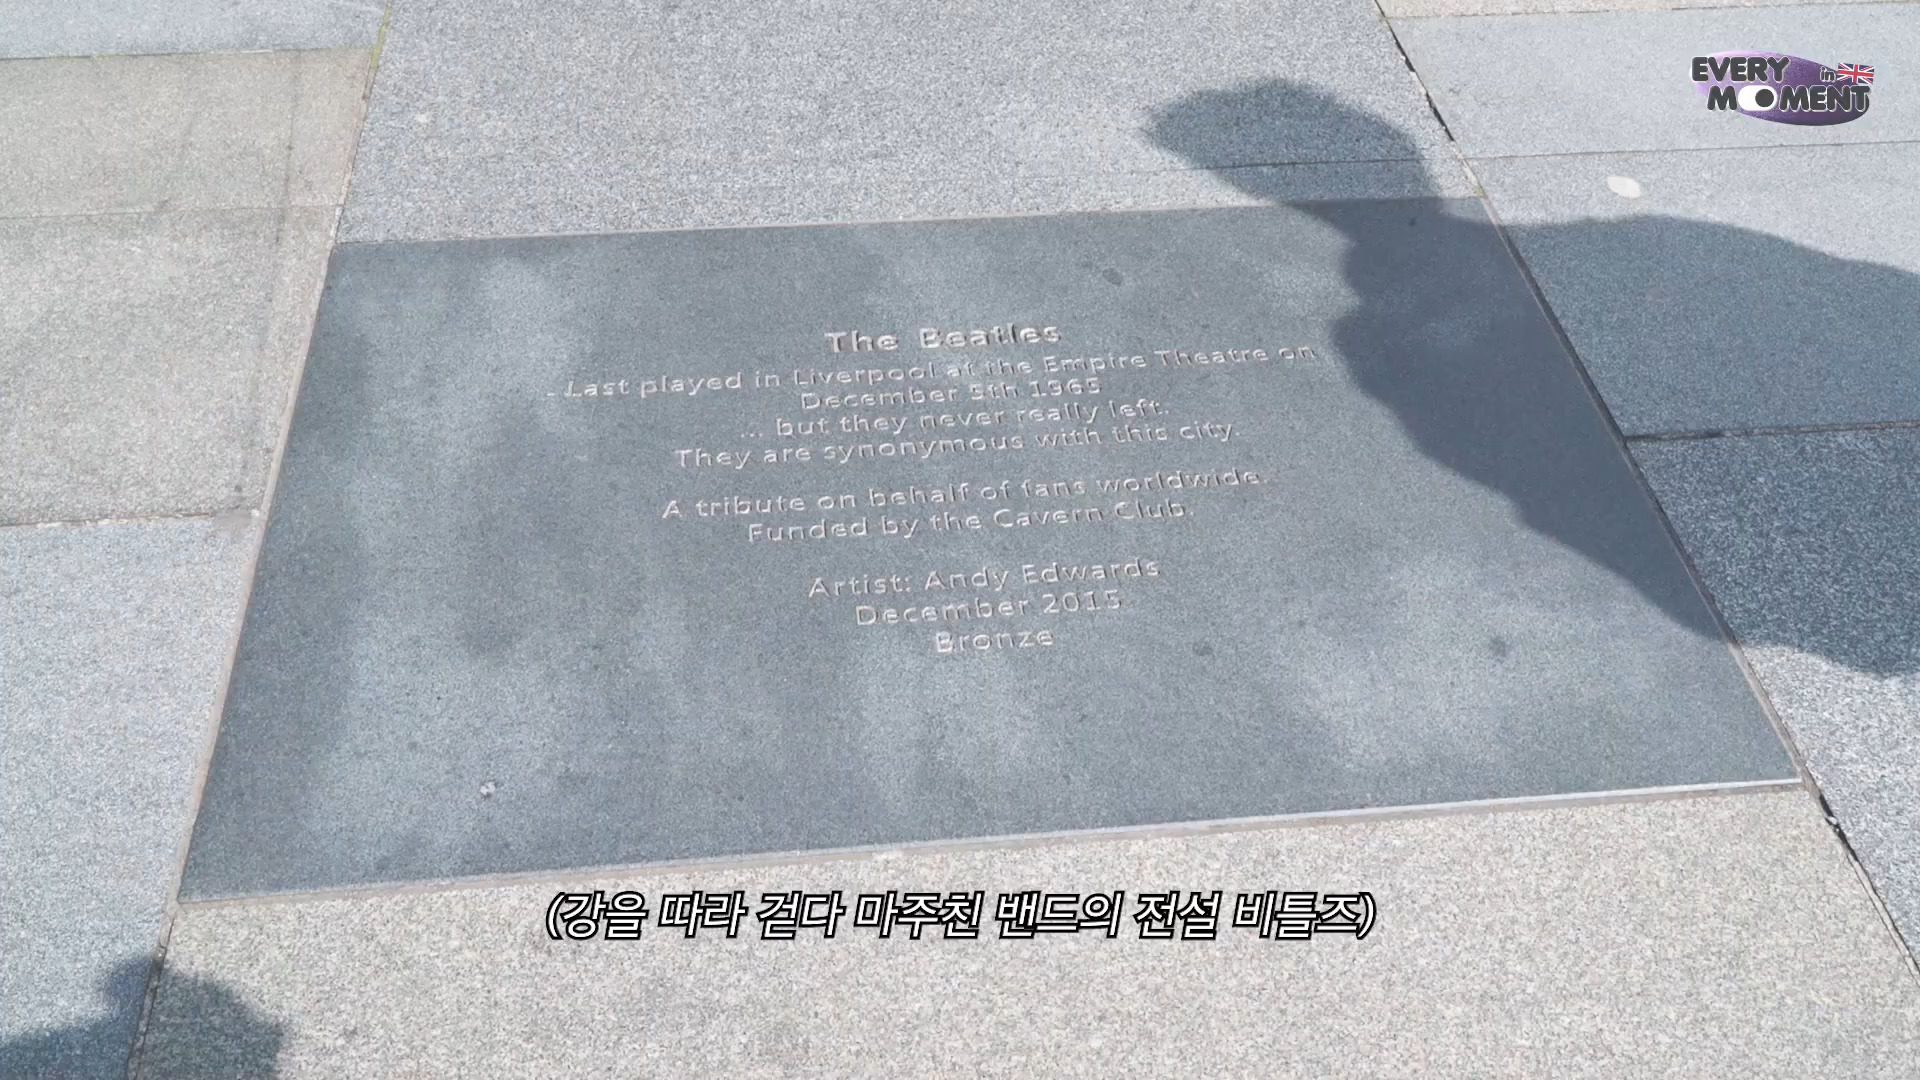 EVERY in
MOMENT
The Beatles
Last played in Liverpool at the Empire Theatre on
December 5th 1965
... but they never really left.
They are synonymous with this city.
A tribute on behalf of fans worldwide.
Funded by the Cavern Club.
Artist: Andy Edwards
December 2015
Bronze
(강을 따라 걷다 마주친 밴드의 전설 비틀즈)